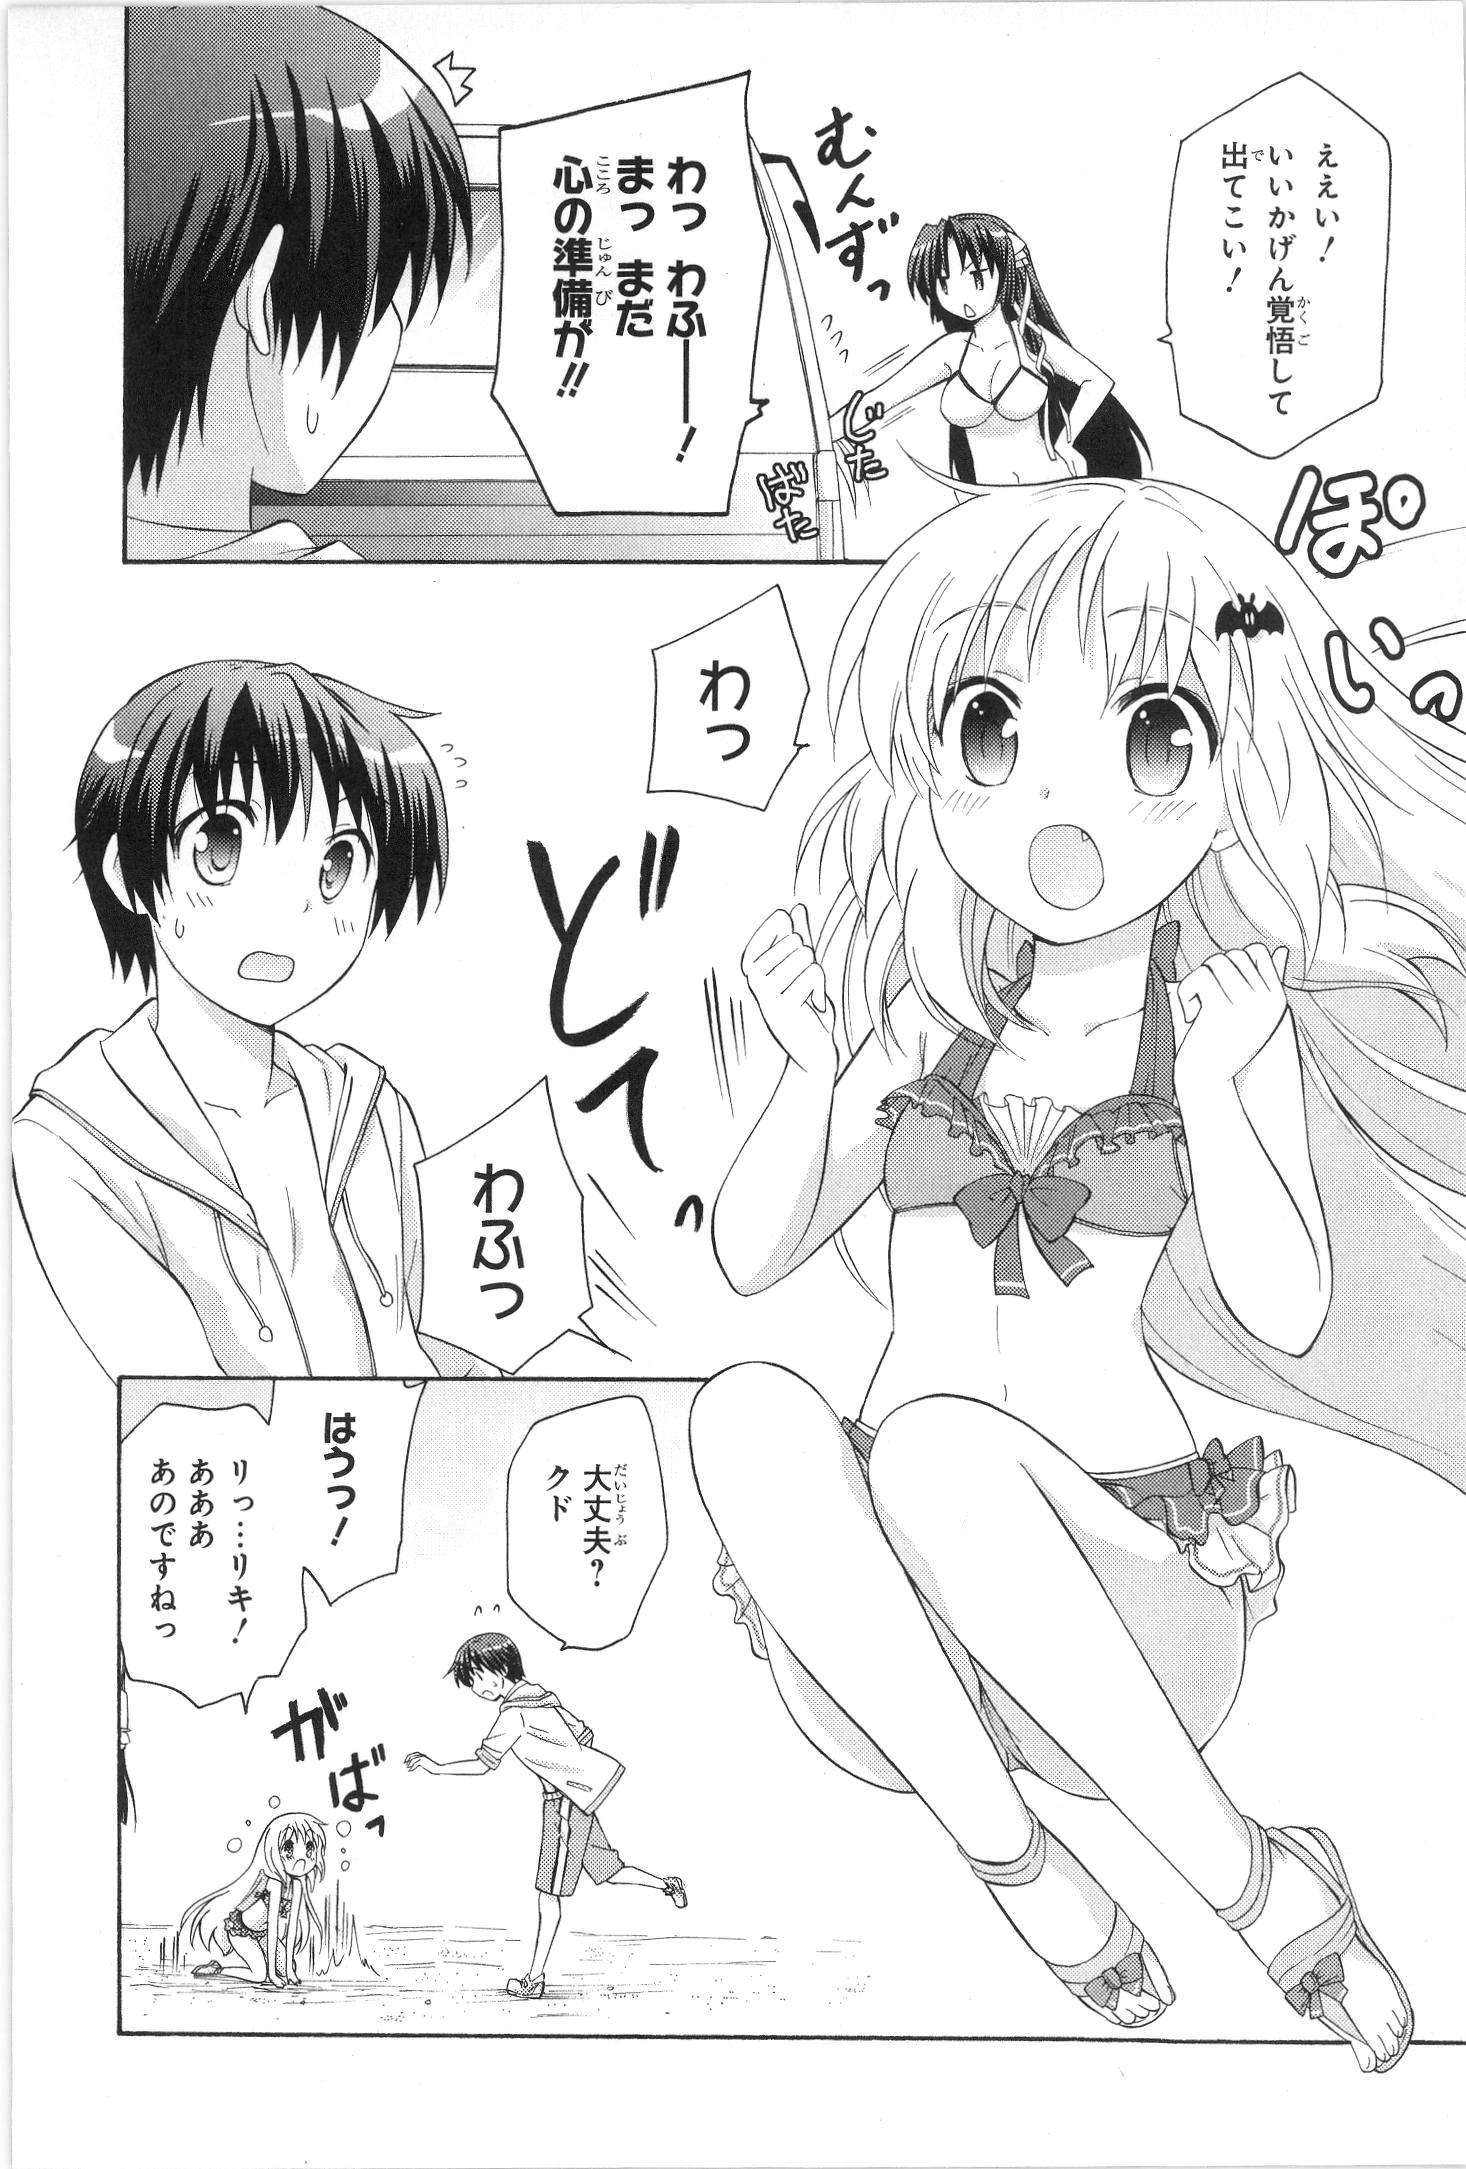 ええい！
いいかげん覚悟して
出てこい！
むんずっ
わっ わふ――！
まっ まだ
心の準備が！！
じた
ばた
ぽいっ
わっ
どてっ
わふっ
大丈夫？
クド
はうっ！
リっ…リキ！
あああ
あのですねっ
がばっ